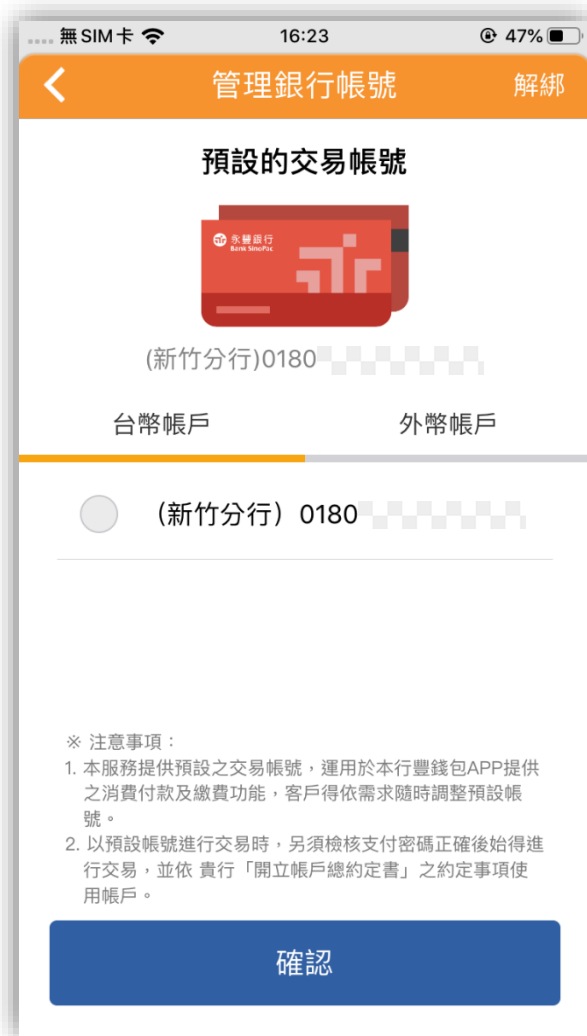 無SIM卡 16:23 47%
管理銀行帳號 解綁
預設的交易帳號
永豐銀行
Bank SinoPac
(新竹分行)0180
台幣帳戶 外幣帳戶
(新竹分行) 0180
※ 注意事項：
1. 本服務提供預設之交易帳號，運用於本行豐錢包APP提供
之消費付款及繳費功能，客戶得依需求隨時調整預設帳
號。
2. 以預設帳號進行交易時，另須檢核支付密碼正確後始得進
行交易，並依 貴行「開立帳戶總約定書」之約定事項使
用帳戶。
確認